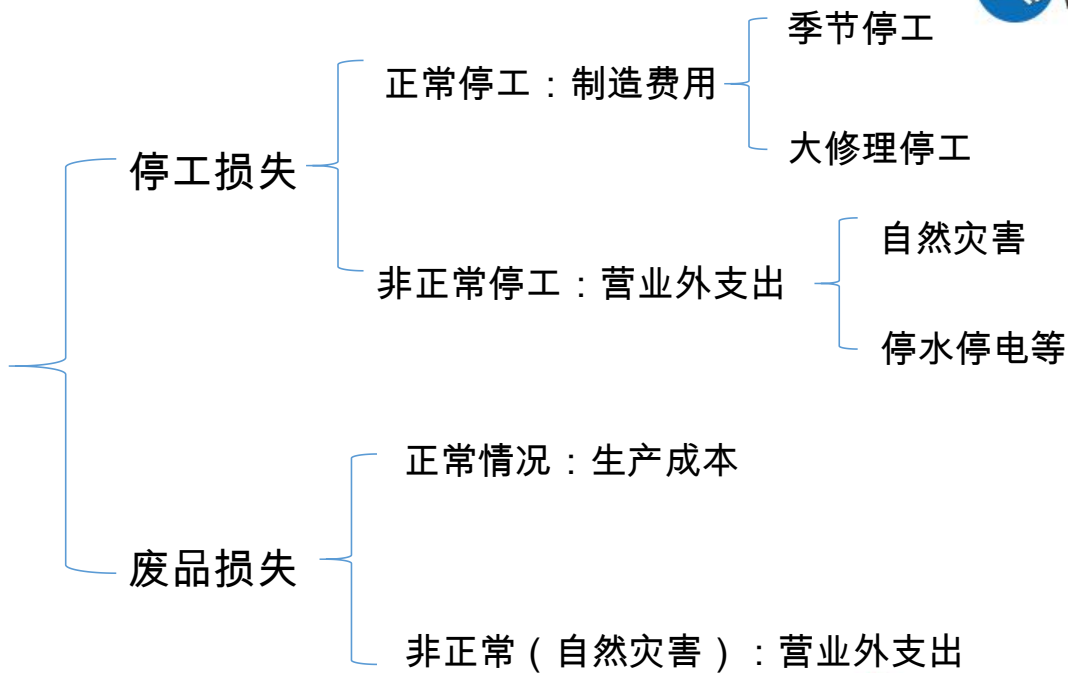 季节停工
正常停工：制造费用
大修理停工
停工损失
自然灾害
非正常停工：营业外支出
停水停电等
正常情况：生产成本
废品损失
非正常（自然灾害）：营业外支出